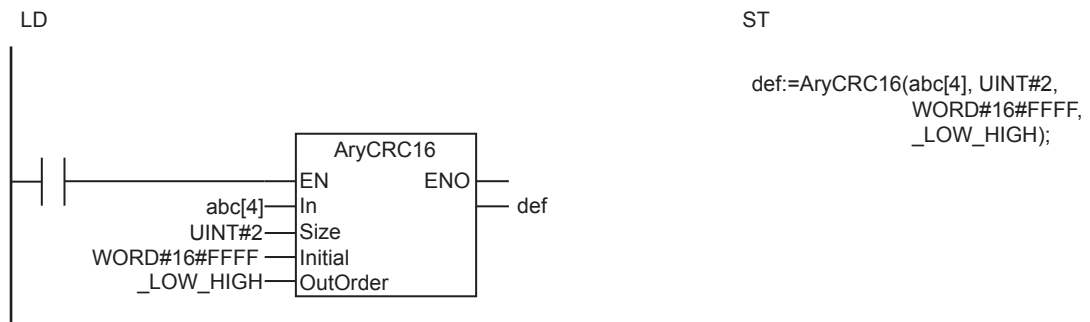 LD
ST
def:=AryCRC16(abc[4], UINT#2,
WORD#16#FFFF,
_LOW_HIGH);
AryCRC16
EN ENO
abc[4] In def
UINT#2 Size
WORD#16#FFFF Initial
_LOW_HIGH OutOrder